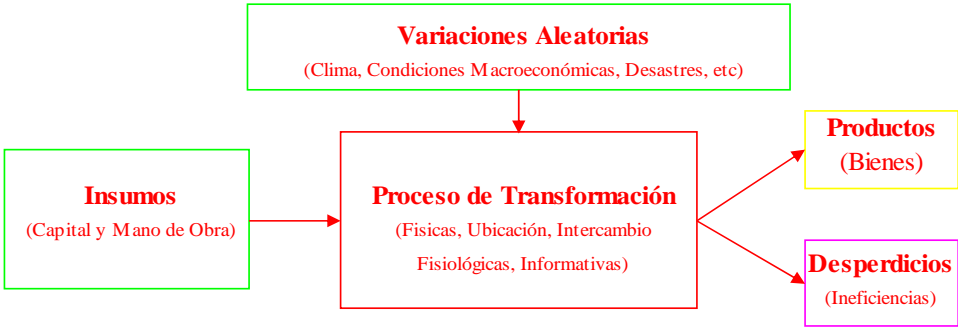 Variaciones Aleatorias
(Clima, Condiciones Macroeconómicas, Desastres, etc)
Insumos
(Capital y Mano de Obra)
Proceso de Transformación
(Fisicas, Ubicación, Intercambio
Fisiológicas, Informativas)
Productos
(Bienes)
Desperdicios
(Ineficiencias)